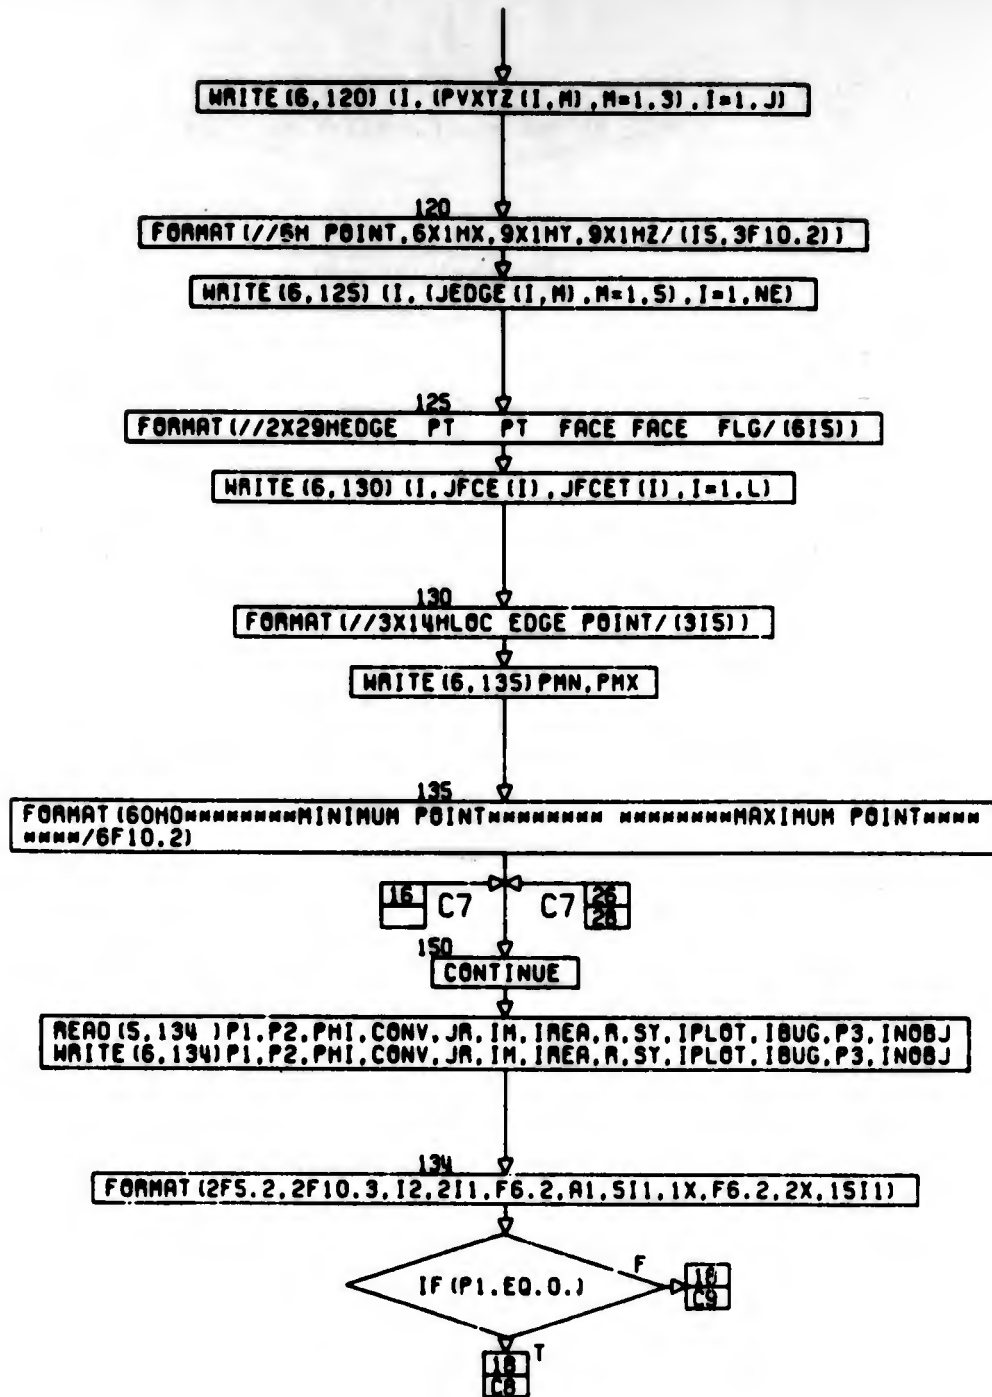 WRITE(6,120)(I,(PVXTZ(I,M),M=1,3),I=1,J)
120
FORMAT(//6H POINT,6X1HX,9X1HY,9X1HZ/(I5,3F10.2))
WRITE(6,125)(I,(JEDGE(I,M),M=1,5),I=1,NE)
125
FORMAT(//2X29HEDGE PT PT FACE FACE FLG/(6I5))
WRITE(6,130)(I,JFCE(I),JFCET(I),I=1,L)
130
FORMAT(//3X14HLOC EDGE POINT/(3I5))
WRITE(6,135)PMN,PMX
135
FORMAT(60H0********MINIMUM POINT******** ********MAXIMUM POINT****
****/6F10.2)
16 C7 C7 26
28
150
CONTINUE
READ(5,134 )P1,P2,PHI,CONV,JR,IM,IREA,R,SY,IPLOT,IBUG,P3,INOBJ
WRITE(6,134)P1,P2,PHI,CONV,JR,IM,IREA,R,SY,IPLOT,IBUG,P3,INOBJ
134
FORMAT(2F5.2,2F10.3,I2,2I1,F6.2,A1,5I1,1X,F6.2,2X,15I1)
IF(P1.EQ.0.)
F
18
C9
T
18
C8